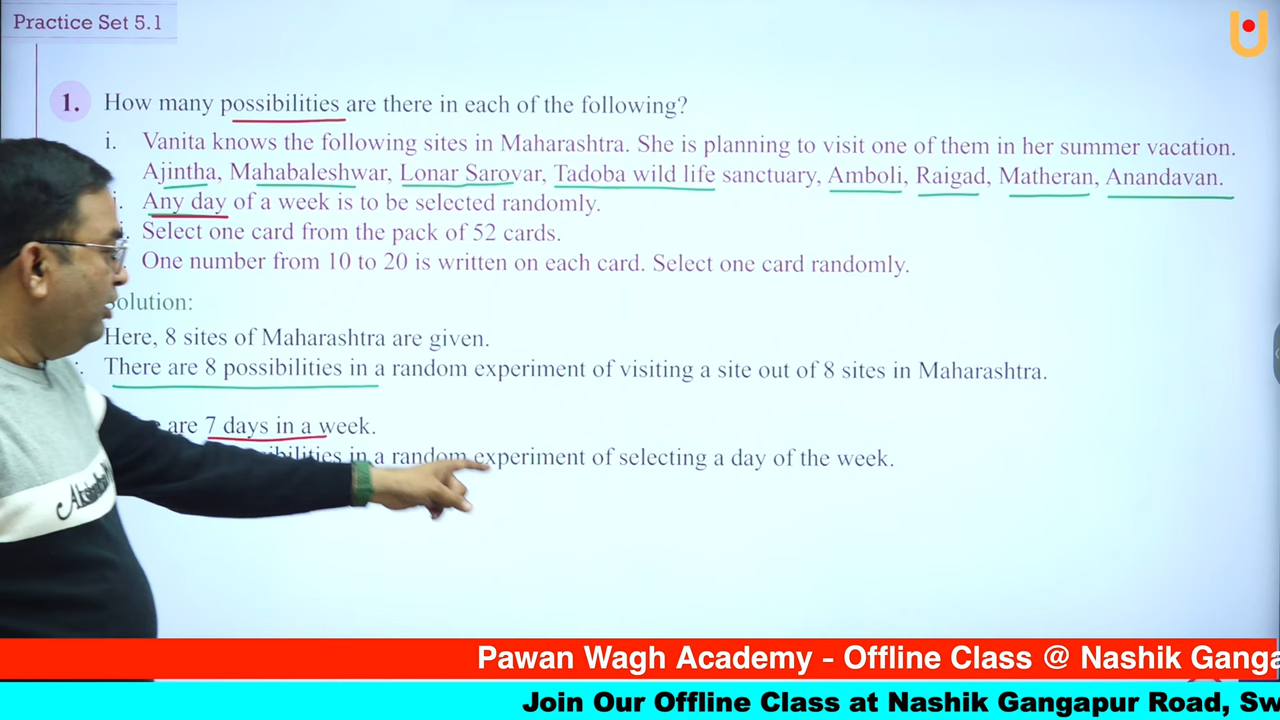 Practice Set 5.1
1. How many possibilities are there in each of the following?
i. Vanita knows the following sites in Maharashtra. She is planning to visit one of them in her summer vacation.
Ajintha, Mahabaleshwar, Lonar Sarovar, Tadoba wild life sanctuary, Amboli, Raigad, Matheran, Anandavan.
Any day of a week is to be selected randomly.
Select one card from the pack of 52 cards.
One number from 10 to 20 is written on each card. Select one card randomly.
Solution:
Here, 8 sites of Maharashtra are given.
There are 8 possibilities in a random experiment of visiting a site out of 8 sites in Maharashtra.
are 7 days in a week.
in a random experiment of selecting a day of the week.
Pawan Wagh Academy - Offline Class @ Nashik
Join Our Offline Class at Nashik Gangapur Road,